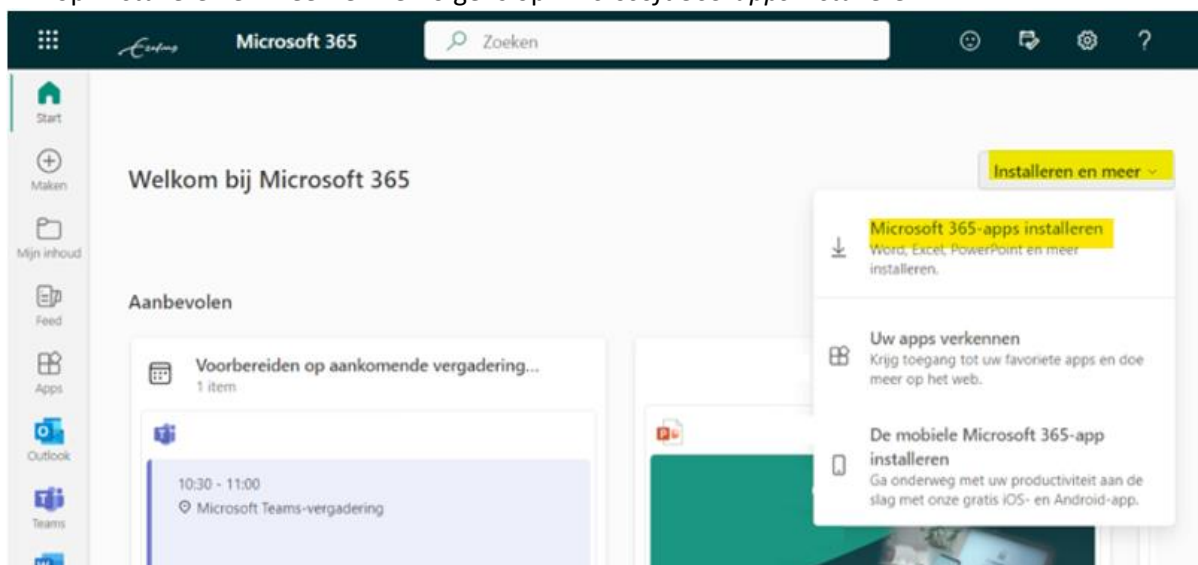 Microsoft 365
Zoeken
?
Start
Maken
Mijn inhoud
Feed
Apps
Outlook
Teams
Welkom bij Microsoft 365
Installeren en meer
Microsoft 365-apps installeren
Word, Excel, PowerPoint en meer
installeren.
Uw apps verkennen
Krijg toegang tot uw favoriete apps en doe
meer op het web.
De mobiele Microsoft 365-app
installeren
Ga onderweg met uw productiviteit aan de
slag met onze gratis iOS- en Android-app.
Aanbevolen
Voorbereiden op aankomende vergadering...
1 item
10:30 - 11:00
Microsoft Teams-vergadering